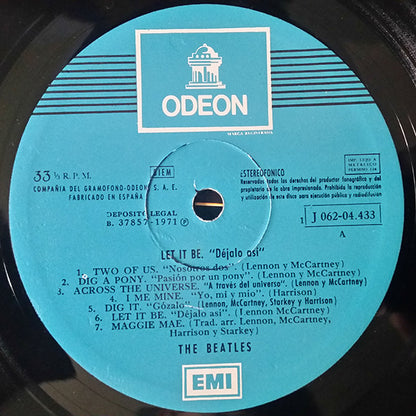 ODEON
MARCA REGISTRADA
33 ⅓ R. P. M.
BIEM
COMPAÑIA DEL GRAMOFONO-ODEON S. A. E.
FABRICADO EN ESPAÑA
DEPOSITO LEGAL
B. 37857-1971 Ⓟ
ESTEREOFONICO
Reservados todos los derechos del productor fonográfico y del
propietario de la obra impresionada. Prohibida la reproducción
y utilización de este disco para ejecución pública y radiodifusión
J 062-04.433
1
A
LET IT BE. "Déjalo así"
1. TWO OF US. "Nosotros dos". (Lennon y McCartney)
2. DIG A PONY. "Pasión por un pony". (Lennon y McCartney)
3. ACROSS THE UNIVERSE. "A través del universo". (Lennon y McCartney)
4. I ME MINE. "Yo, mi y mío". (Harrison)
5. DIG IT. "Gózalo". (Lennon, McCartney, Starkey y Harrison)
6. LET IT BE. "Déjalo así". (Lennon y McCartney)
7. MAGGIE MAE. (Trad. arr. Lennon, McCartney,
Harrison y Starkey)
THE BEATLES
EMI